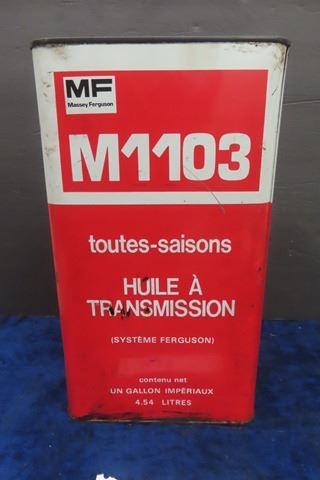 MF
Massey Ferguson
M1103
toutes-saisons
HUILE À
TRANSMISSION
(SYSTÈME FERGUSON)
contenu net
UN GALLON IMPÉRIAUX
4.54 LITRES